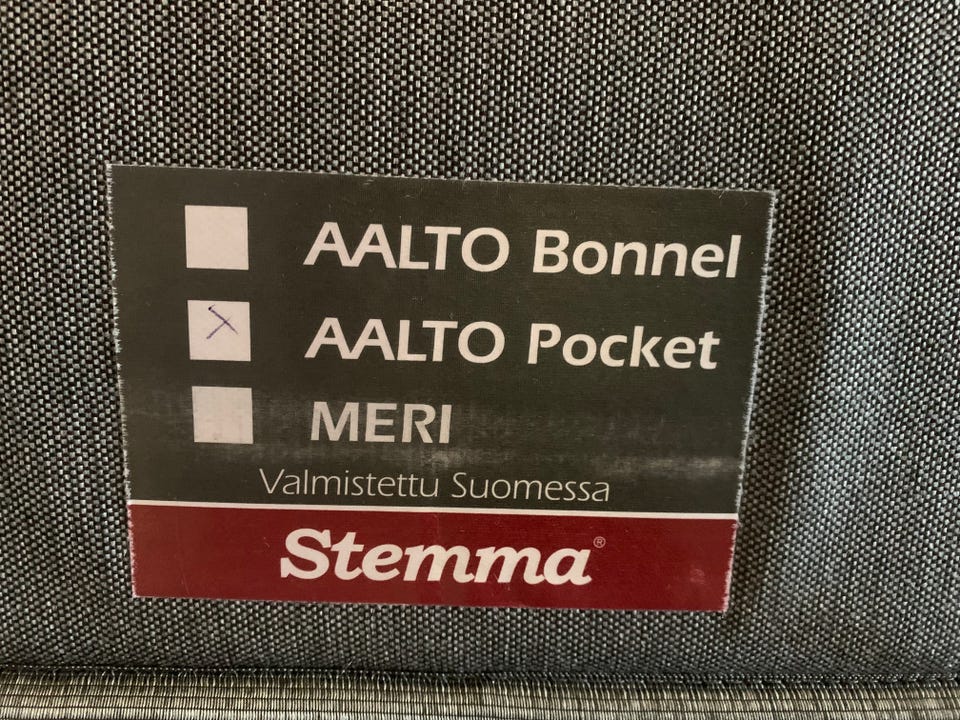 AALTO Bonnel
X AALTO Pocket
MERI
Valmistettu Suomessa
Stemma®